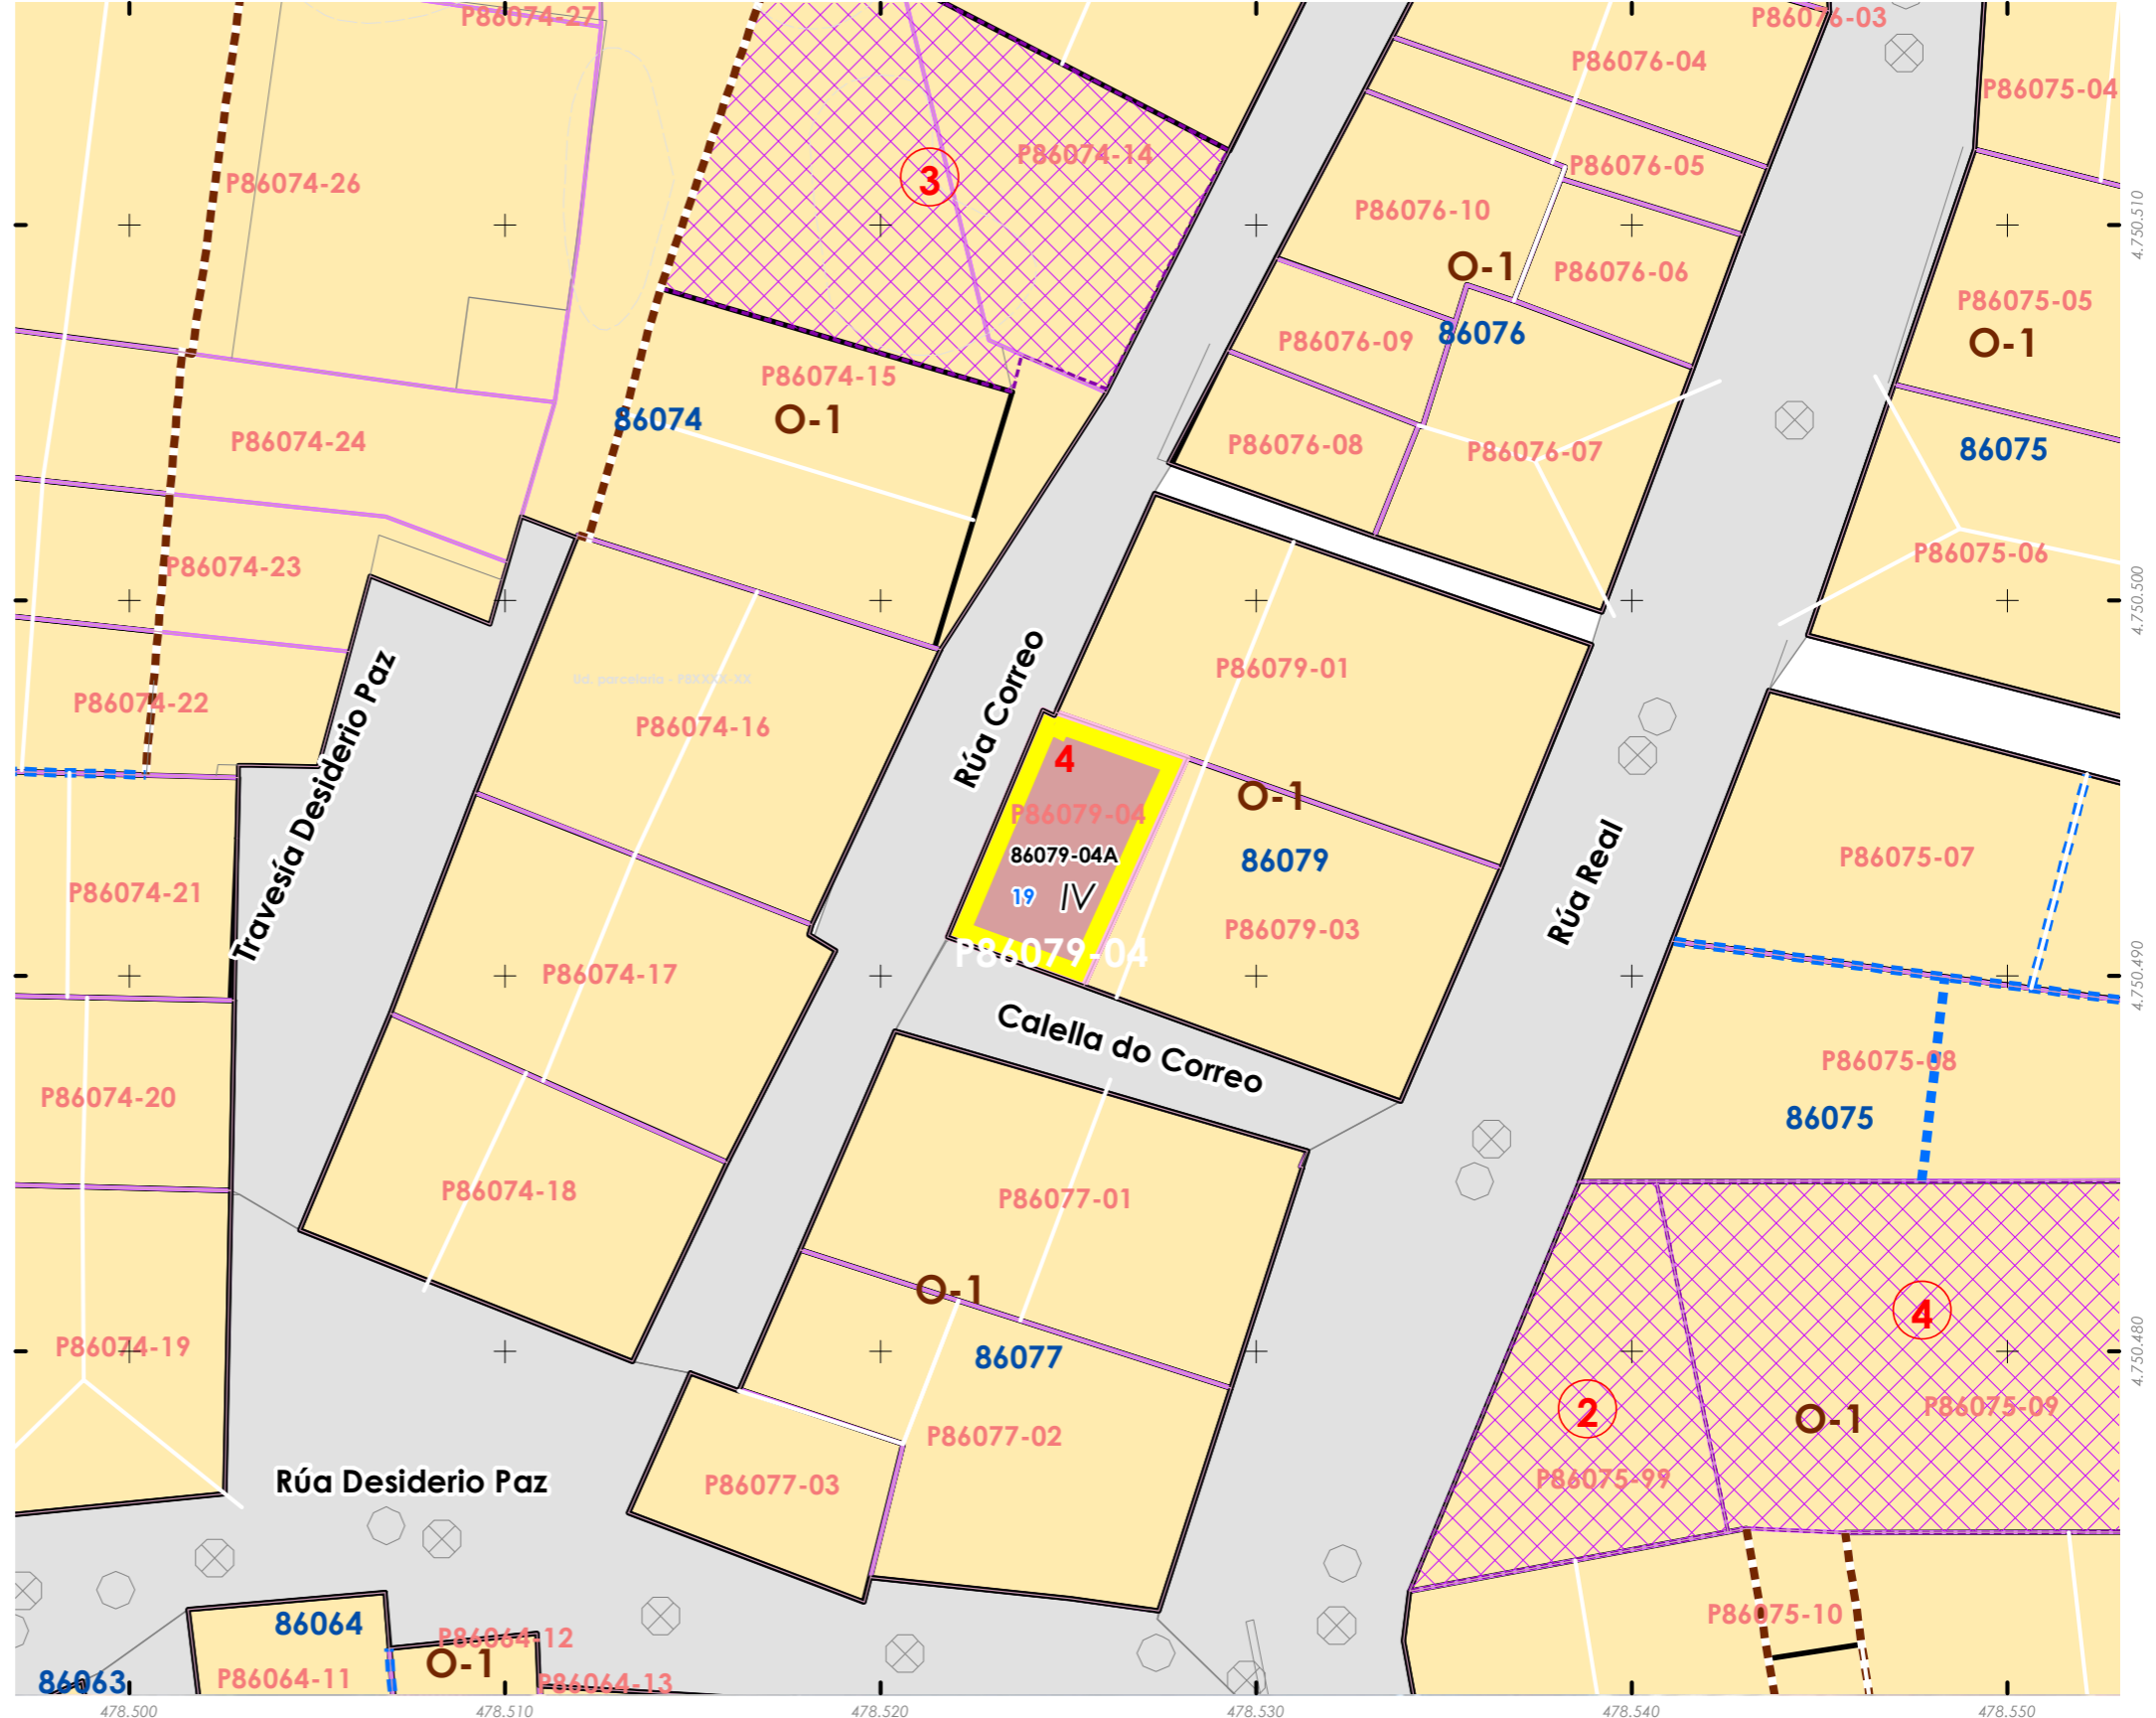 P86074-27
P86076-03
P86076-04
P86075-04
3
P86074-14
P86076-05
P86074-26
P86076-10
4.750.510
O-1
P86076-06
P86075-05
86076
P86076-09
O-1
P86074-15
86074
O-1
P86074-24
P86076-08
P86076-07
86075
P86075-06
P86074-23
4.750.500
Rúa Correo
P86079-01
Ud. parcelario - P8XXXX-XX
P86074-22
P86074-16
Travesía Desiderio Paz
4
O-1
P86079-04
86079-04A
86079
P86075-07
Rúa Real
P86074-21
19
IV
P86079-03
P86079-04
P86074-17
4.750.490
Calella do Correo
P86075-08
P86074-20
86075
P86074-18
P86077-01
O-1
4
P86074-19
86077
4.750.480
2
P86075-09
O-1
P86077-02
P86075-99
Rúa Desiderio Paz
P86077-03
86064
P86064-12
P86075-10
O-1
86063
P86064-11
P86064-13
478.500
478.510
478.520
478.530
478.540
478.550